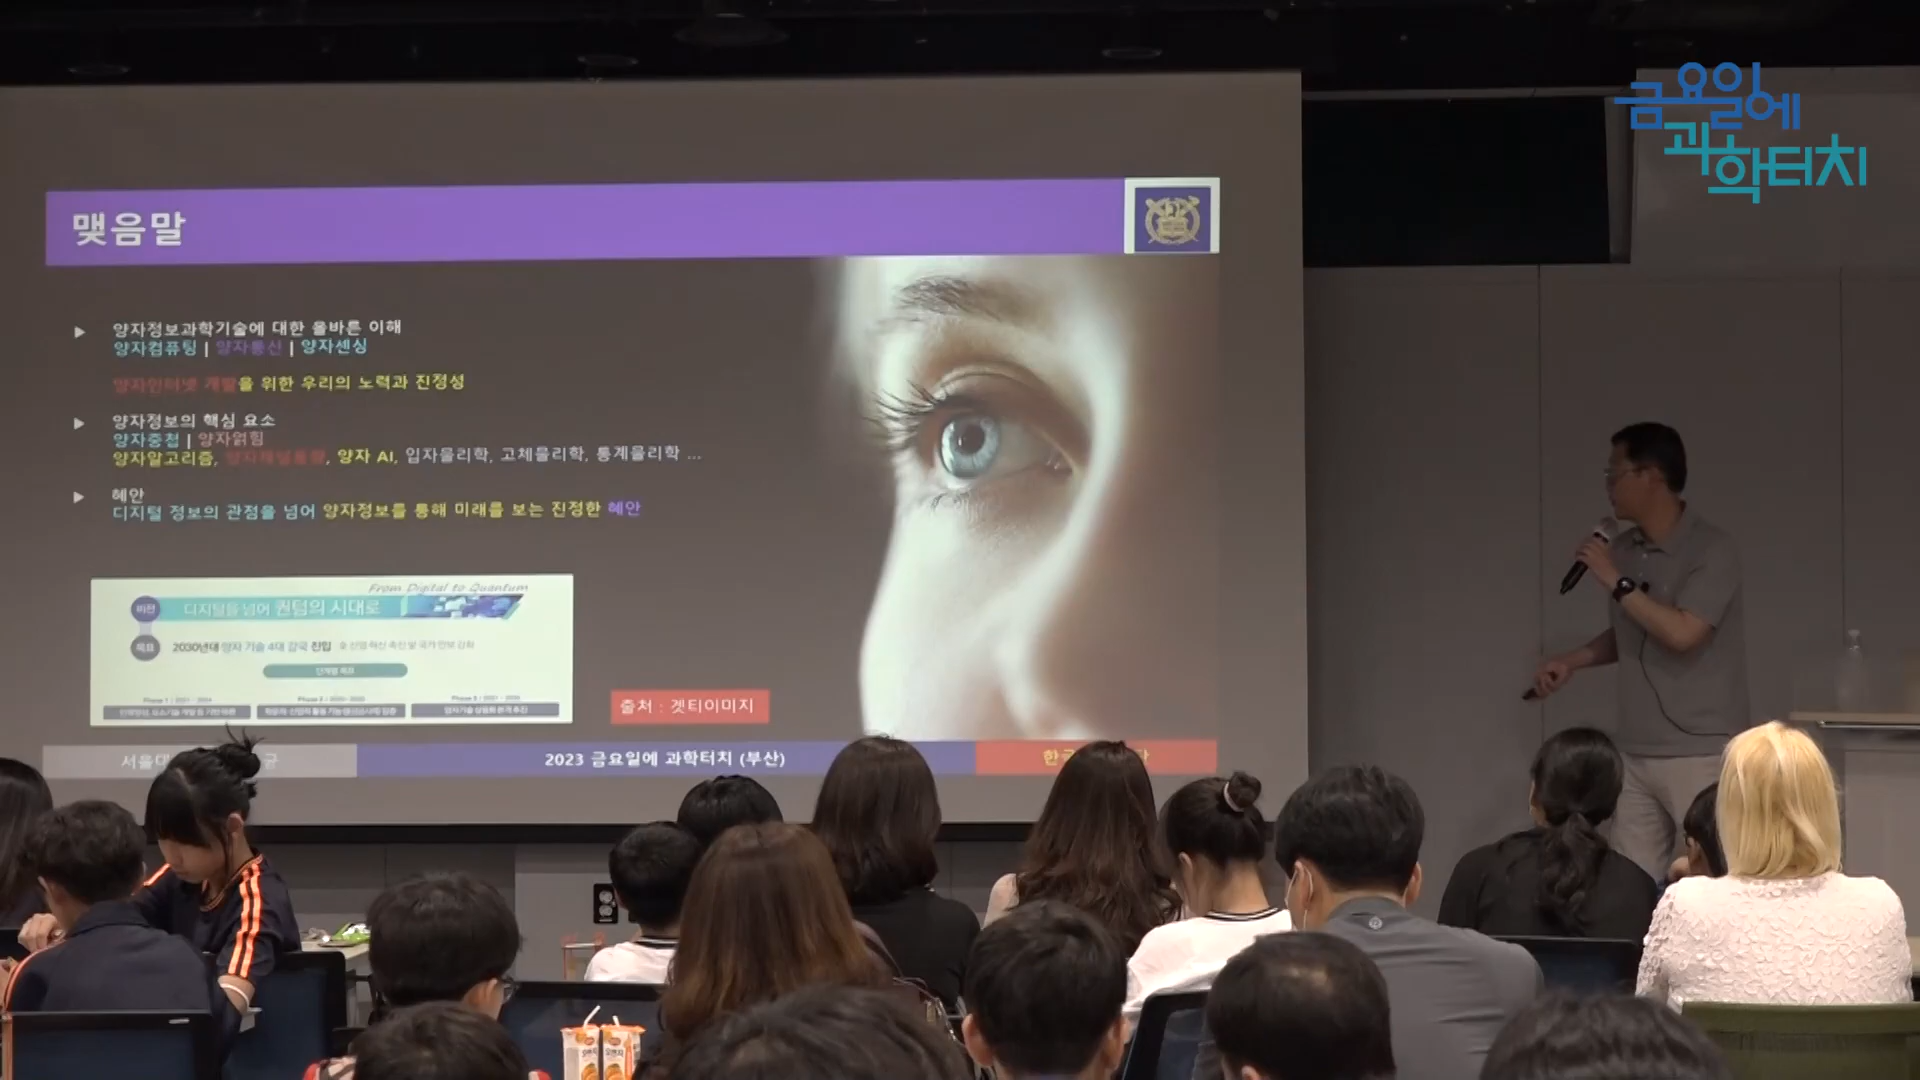 금요일에
과학터치
맺음말
▶ 양자정보과학기술에 대한 올바른 이해
양자컴퓨팅 | 양자통신 | 양자센싱
양자인터넷 개발을 위한 우리의 노력과 진정성
▶ 양자정보의 핵심 요소
양자중첩 | 양자얽힘
양자알고리즘, 양자채널용량, 양자 AI, 입자물리학, 고체물리학, 통계물리학 ...
▶ 혜안
디지털 정보의 관점을 넘어 양자정보를 통해 미래를 보는 진정한 혜안
From Digital to Quantum
비전 디지털을 넘어 퀀텀의 시대로
목표 2030년대 양자 기술 4대 강국 진입
단계별 목표
출처 : 겟티이미지
서울대
2023 금요일에 과학터치 (부산)
한국